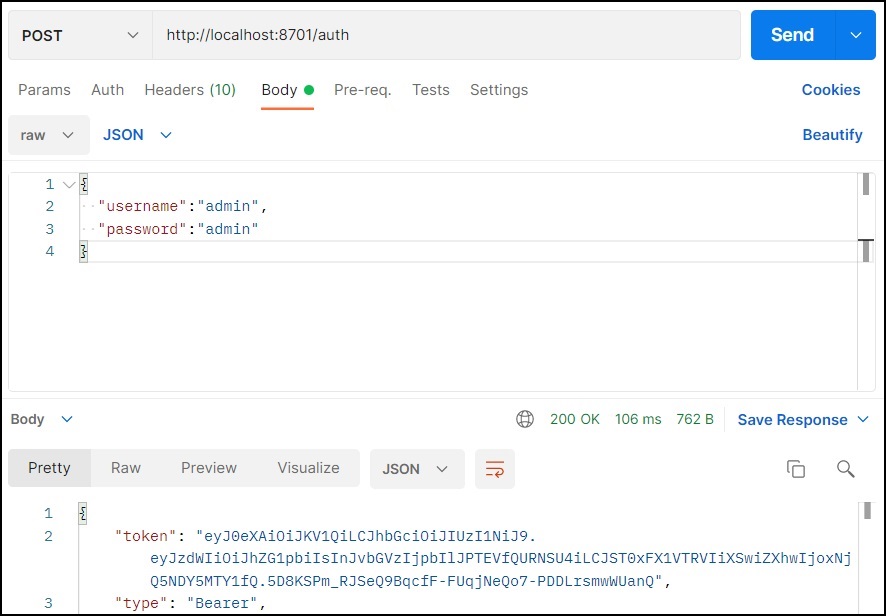 POST http://localhost:8701/auth Send
Params Auth Headers (10) Body Pre-req. Tests Settings Cookies
raw JSON Beautify
1 {
2 "username":"admin",
3 "password":"admin"
4 }
Body 200 OK 106 ms 762 B Save Response
Pretty Raw Preview Visualize JSON
1 {
2 "token": "eyJ0eXAiOiJKV1QiLCJhbGciOiJIUzI1NiJ9.
eyJzdWIiOiJhZG1pbiIsInJvbGVzIjpbIlJPTEVfQURNSU4iLCJST0xFX1VTRVIiXSwiZXhwIjoxNj
Q5NDY5MTY1fQ.5D8KSPm_RJSeQ9BqcfF-FUqjNeQo7-PDDLrsmwWUanQ",
3 "type": "Bearer",